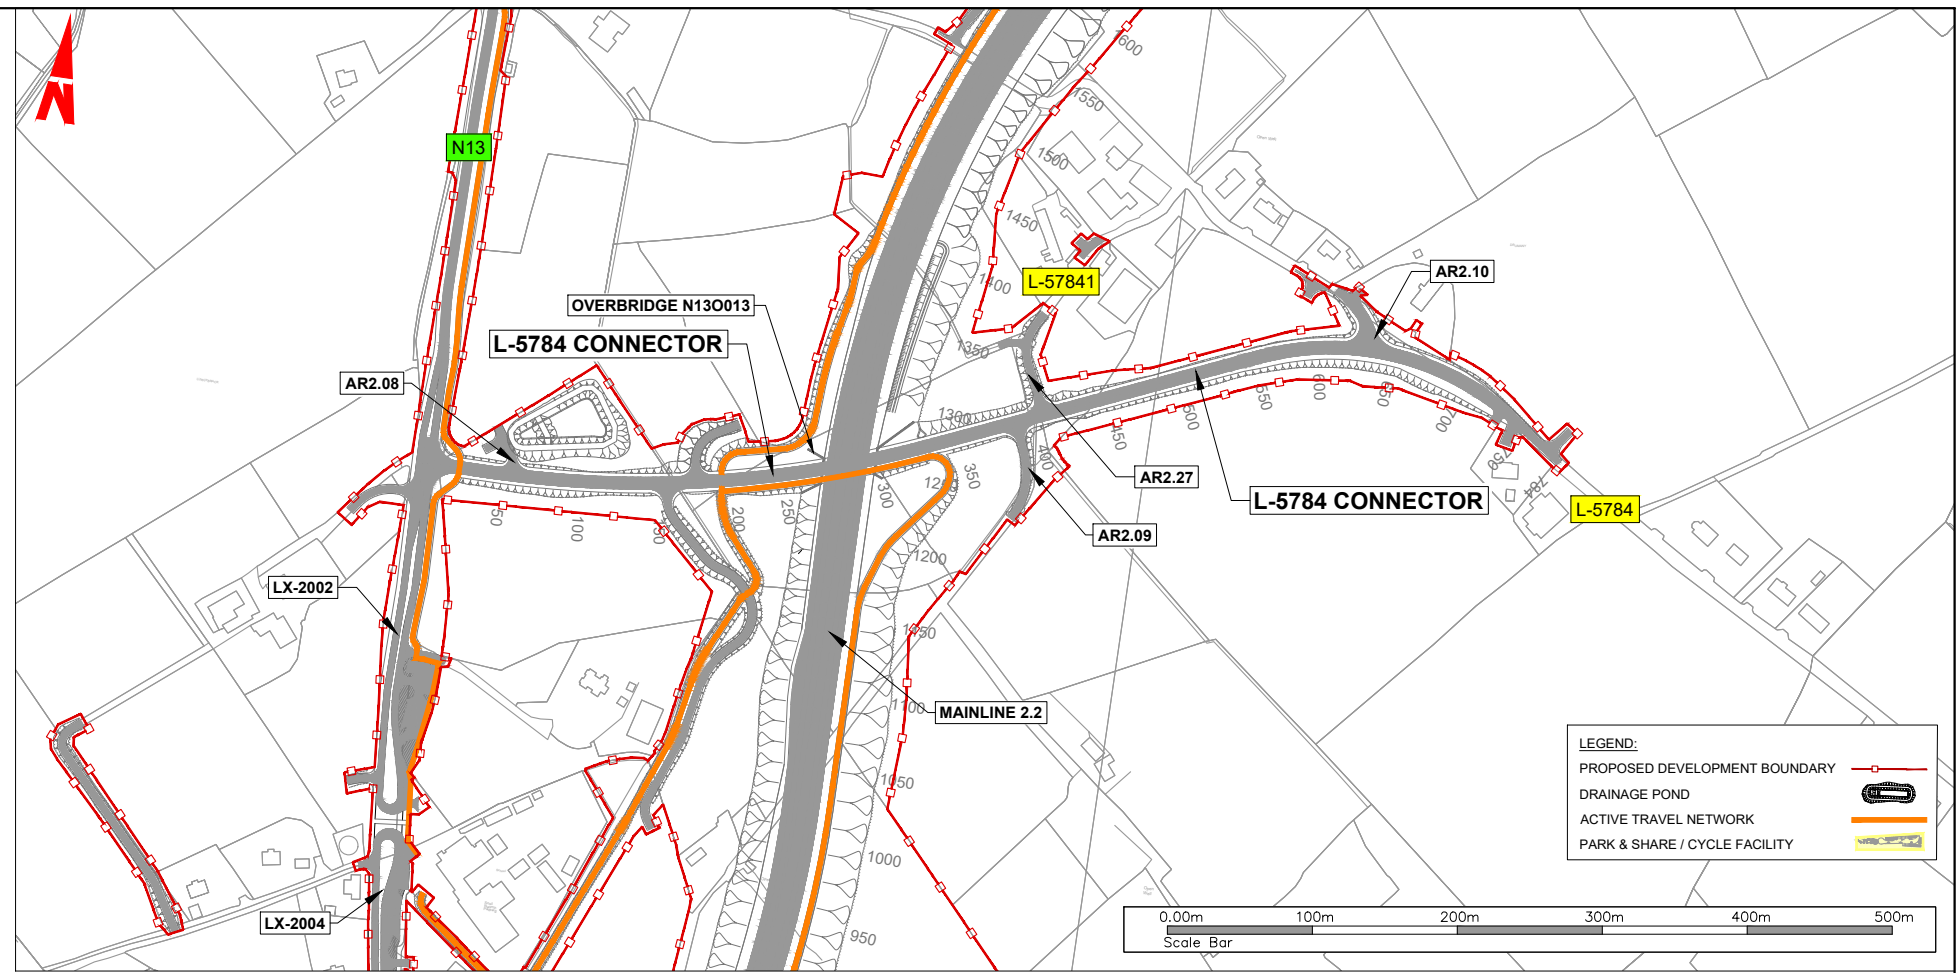 N
N13
1600
1550
1500
1450
1400
L-57841
AR2.10
OVERBRIDGE N13O013
L-5784 CONNECTOR
1350
AR2.08
1300
600
650
550
700
500
450
400
750
784
AR2.27
L-5784 CONNECTOR
L-5784
350
300
250
200
100
50
AR2.09
1200
LX-2002
MAINLINE 2.2
1100
1050
1000
950
LX-2004
LEGEND:
PROPOSED DEVELOPMENT BOUNDARY
DRAINAGE POND
ACTIVE TRAVEL NETWORK
PARK & SHARE / CYCLE FACILITY
0.00m 100m 200m 300m 400m 500m
Scale Bar